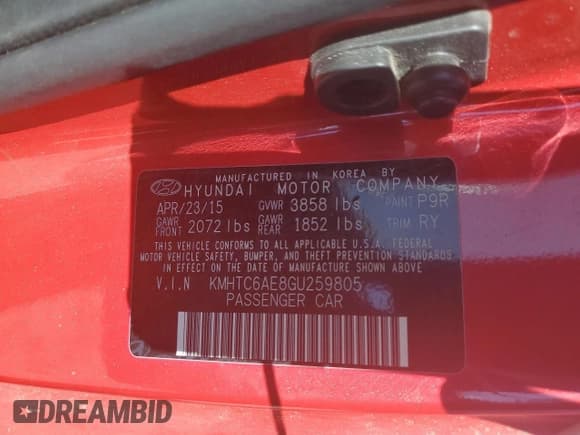 MANUFACTURED IN KOREA BY
HYUNDAI MOTOR COMPANY
APR/23/15 GVWR 3858 lbs PAINT P9R
GAWR FRONT 2072 lbs GAWR REAR 1852 lbs TRIM RY
THIS VEHICLE CONFORMS TO ALL APPLICABLE U.S.A. FEDERAL
MOTOR VEHICLE SAFETY, BUMPER, AND THEFT PREVENTION STANDARDS
IN EFFECT ON THE DATE OF MANUFACTURE SHOWN ABOVE.
V.I.N KMHTC6AE8GU259805
PASSENGER CAR
DREAMBID